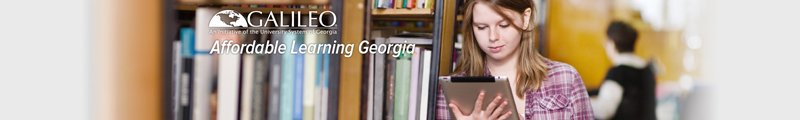 GALILEO
An Initiative of the University System of Georgia
Affordable Learning Georgia